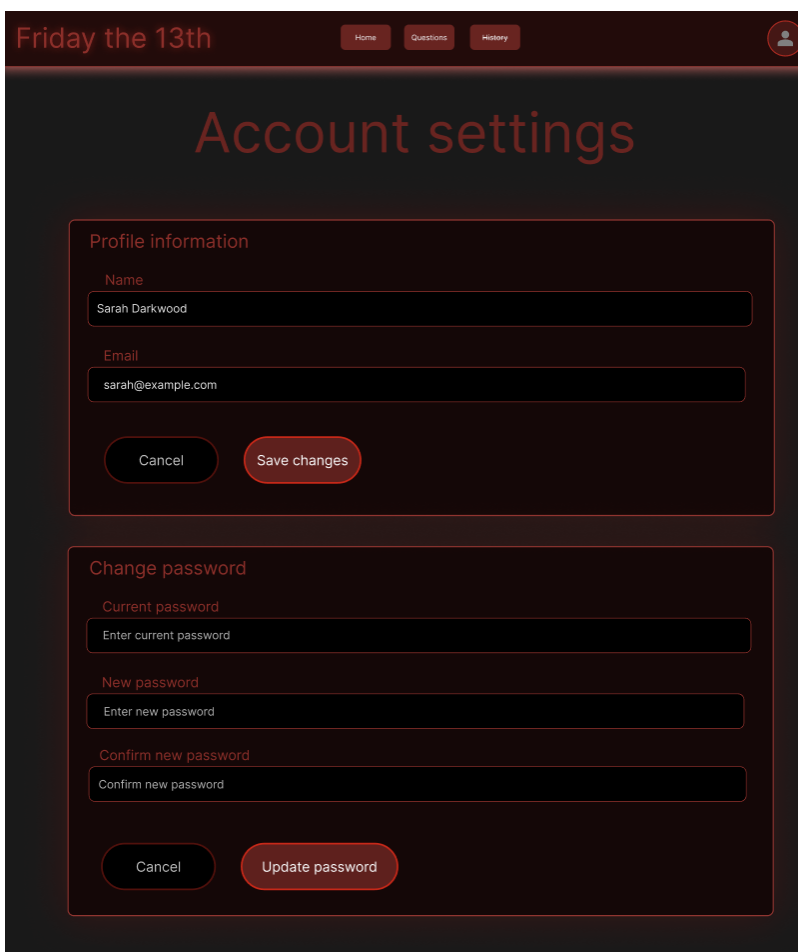 Friday the 13th
Home Questions History
Account settings
Profile information
Name
Sarah Darkwood
Email
sarah@example.com
Cancel Save changes
Change password
Current password
Enter current password
New password
Enter new password
Confirm new password
Confirm new password
Cancel Update password